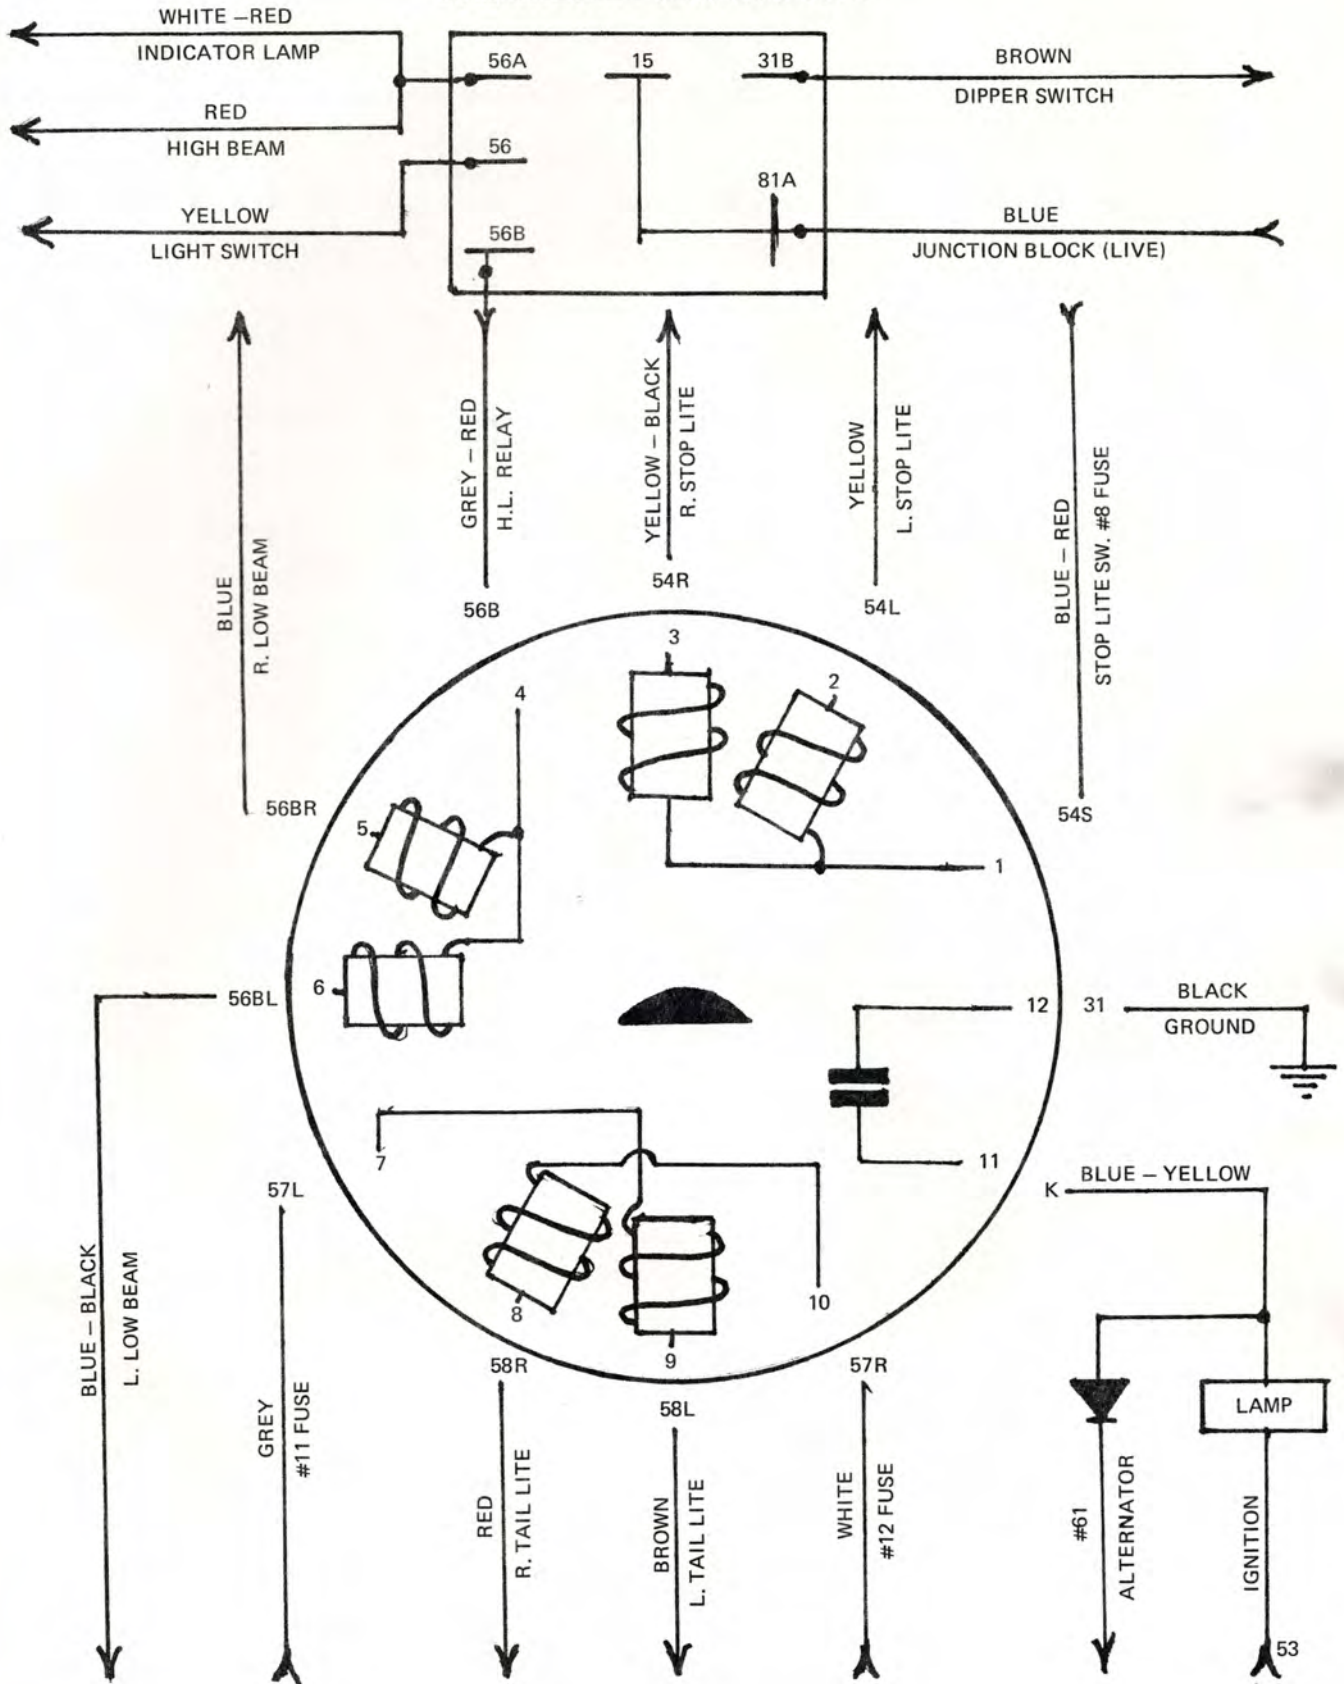 WHITE –RED
INDICATOR LAMP
RED
HIGH BEAM
YELLOW
LIGHT SWITCH
56A
15
31B
56
81A
56B
BROWN
DIPPER SWITCH
BLUE
JUNCTION BLOCK (LIVE)
BLUE
R. LOW BEAM
GREY – RED
H.L. RELAY
YELLOW – BLACK
R. STOP LITE
YELLOW
L. STOP LITE
BLUE – RED
STOP LITE SW. #8 FUSE
56B
54R
54L
56BR
54S
3
2
4
5
1
6
56BL
12
31
BLACK
GROUND
7
11
57L
K
BLUE – YELLOW
8
9
10
58R
58L
57R
BLUE – BLACK
L. LOW BEAM
GREY
#11 FUSE
RED
R. TAIL LITE
BROWN
L. TAIL LITE
WHITE
#12 FUSE
#61
ALTERNATOR
LAMP
IGNITION
53